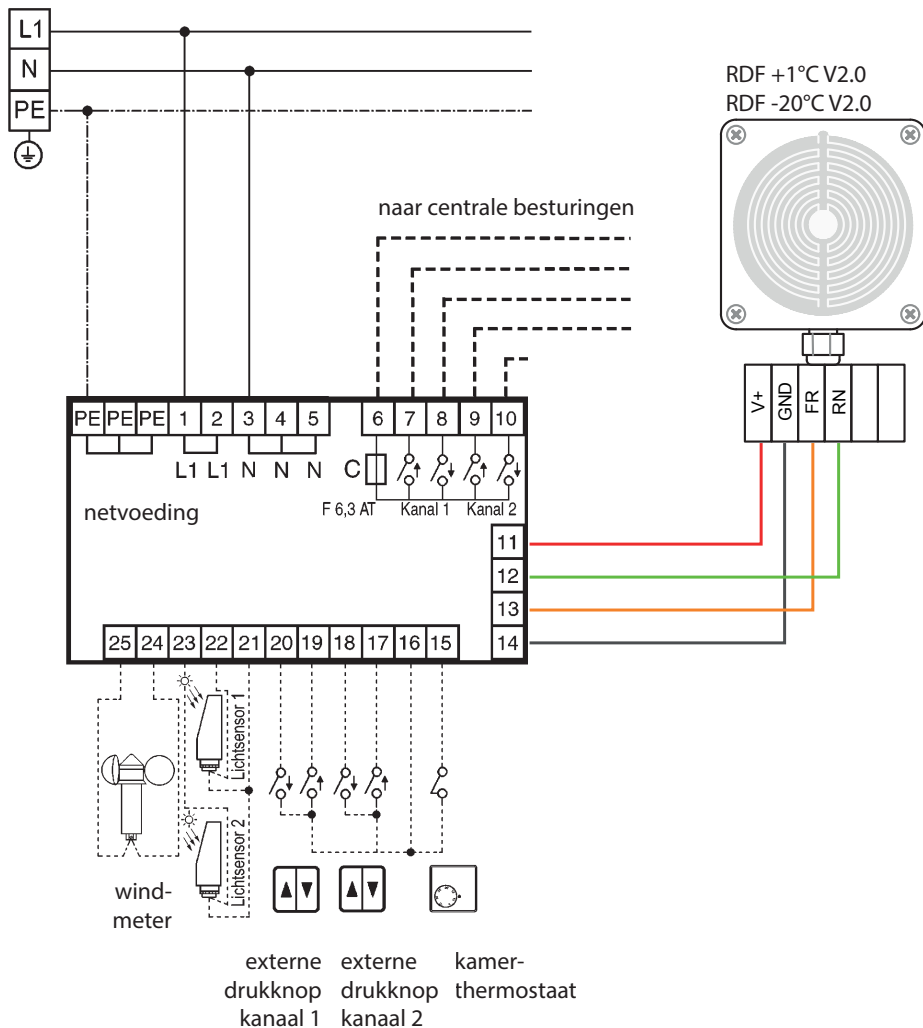 L1
N
PE
RDF +1°C V2.0
RDF -20°C V2.0
naar centrale besturingen
V+
GND
FR
RN
PE PE PE 1 2 3 4 5 6 7 8 9 10
L1 L1 N N N
C
F 6,3 AT Kanal 1 Kanal 2
netvoeding
11
12
13
14
25 24 23 22 21 20 19 18 17 16 15
Lichtsensor 1
Lichtsensor 2
wind-
meter
externe
drukknop
kanaal 1
externe
drukknop
kanaal 2
kamer-
thermostaat